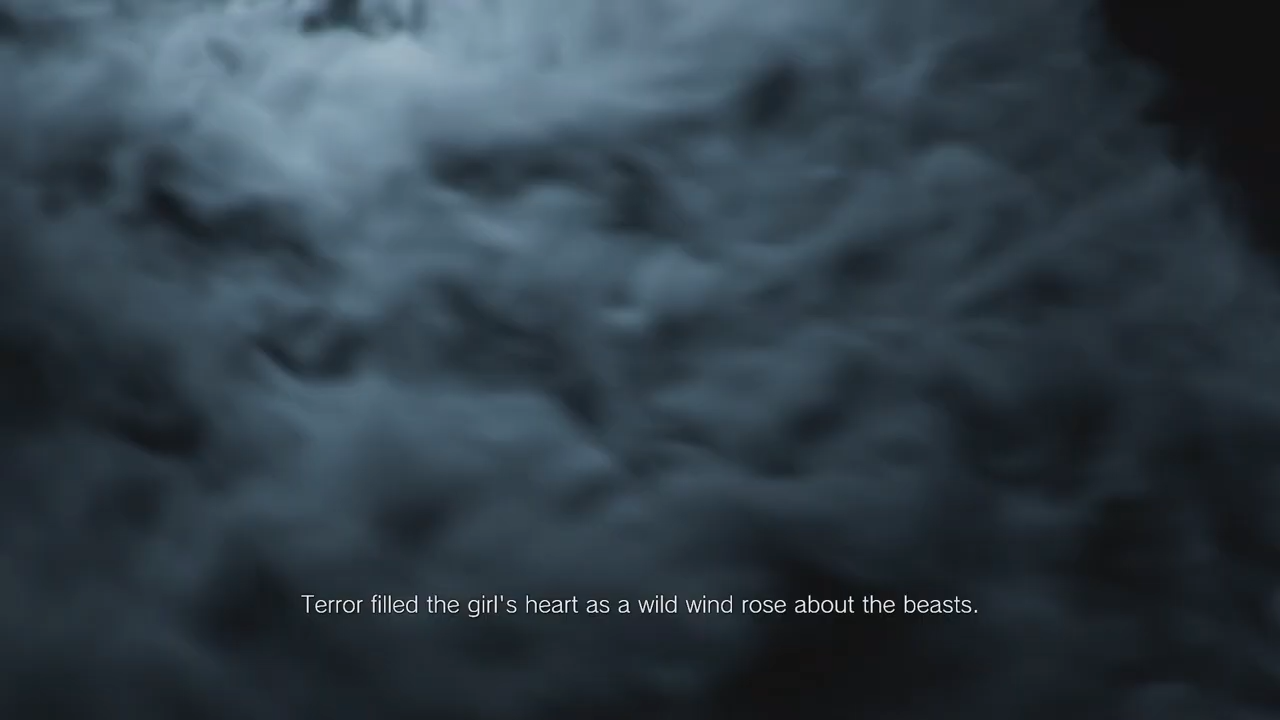 Terror filled the girl's heart as a wild wind rose about the beasts.